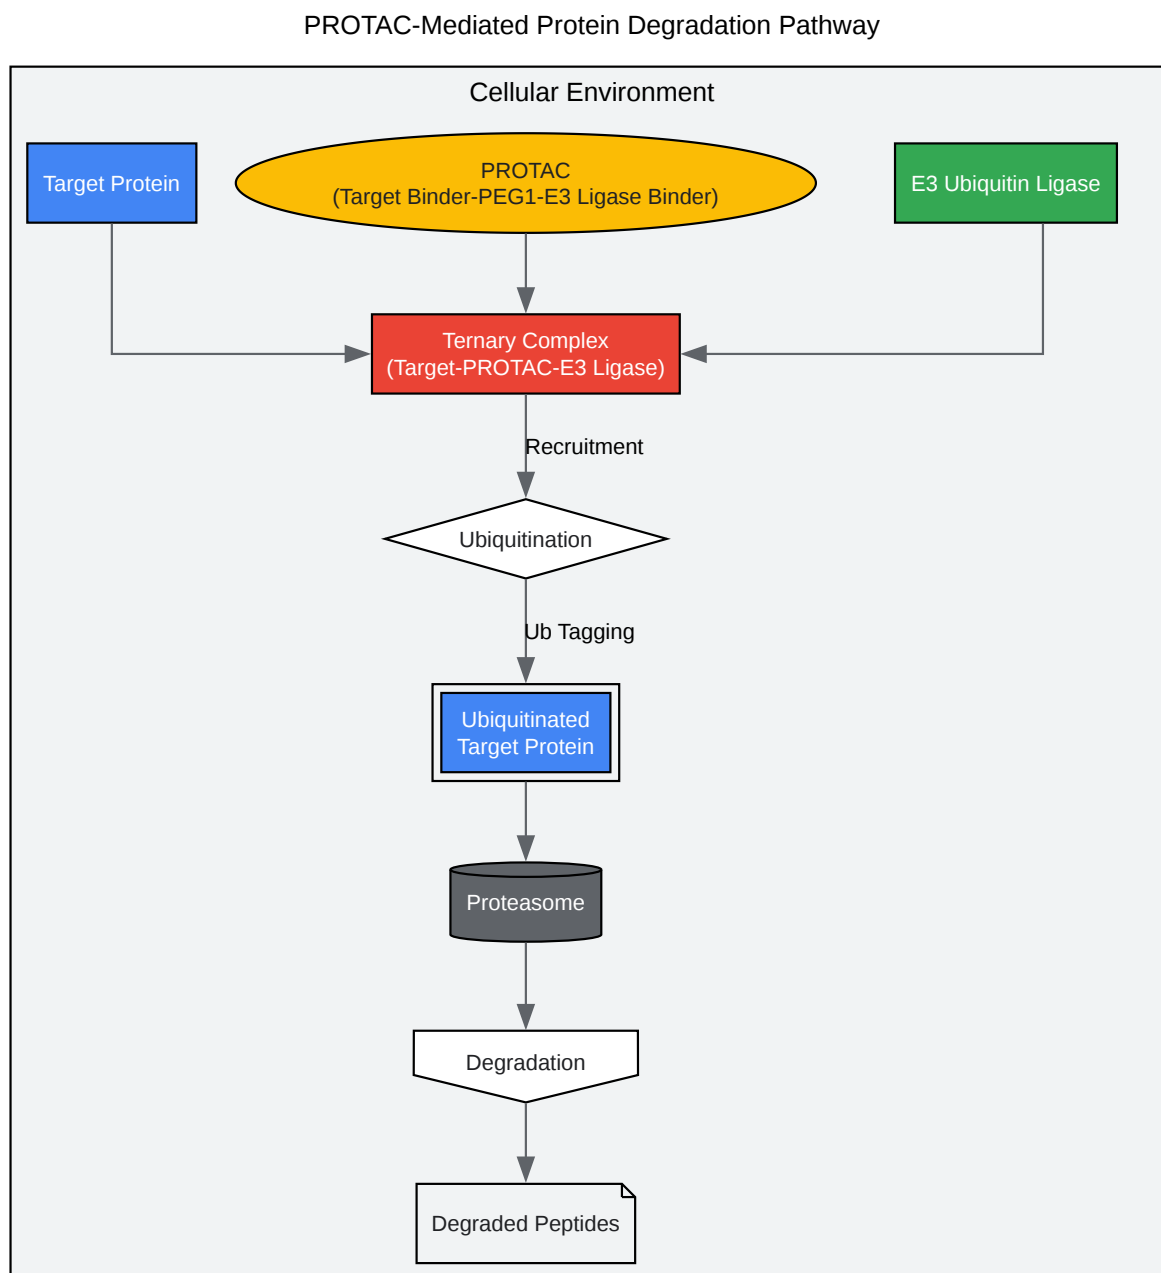 PROTAC-Mediated Protein Degradation Pathway
Cellular Environment
Target Protein
PROTAC
(Target Binder-PEG1-E3 Ligase Binder)
E3 Ubiquitin Ligase
Ternary Complex
(Target-PROTAC-E3 Ligase)
Recruitment
Ubiquitination
Ub Tagging
Ubiquitinated
Target Protein
Proteasome
Degradation
Degraded Peptides